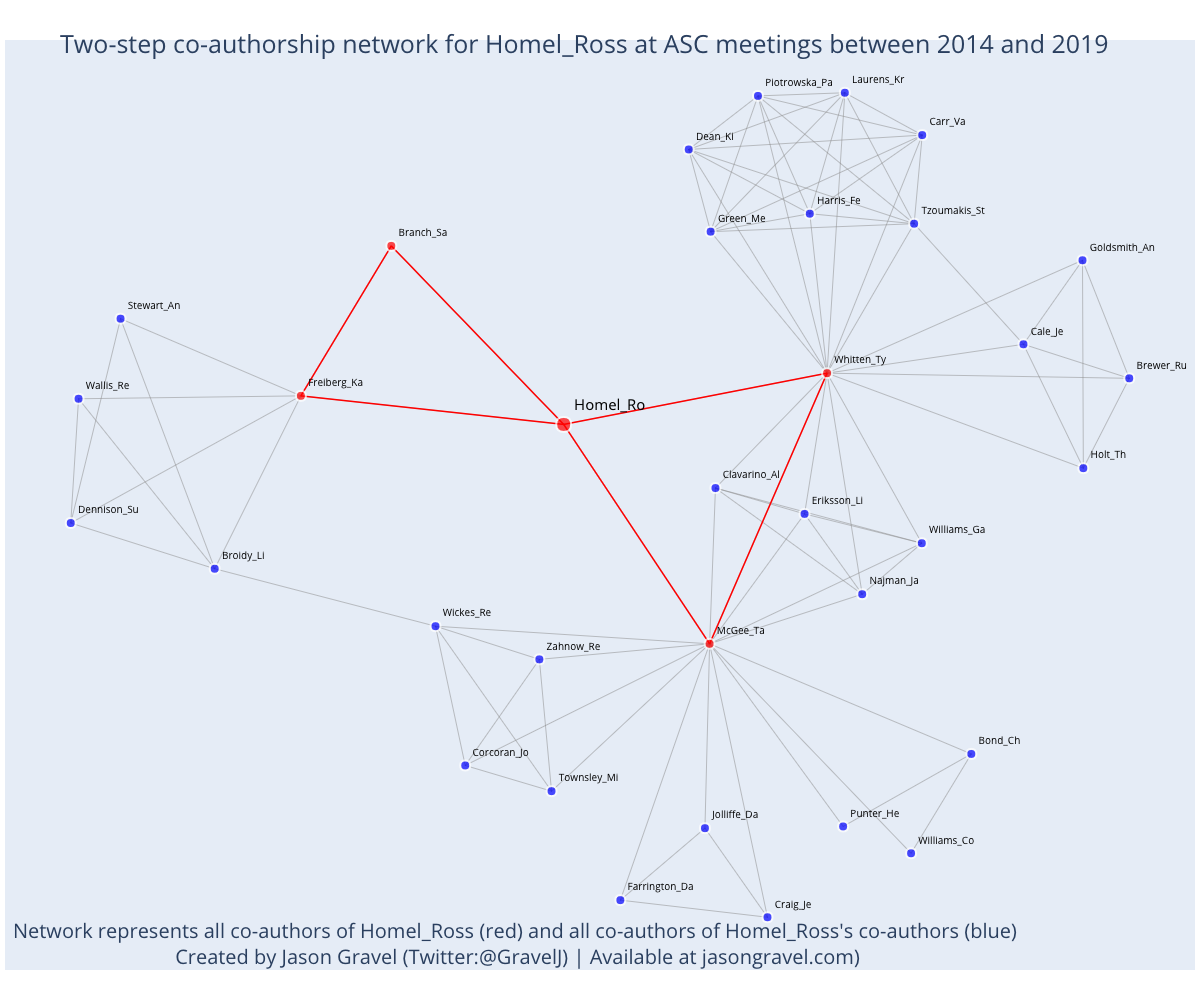 Two-step co-authorship network for Homel_Ross at ASC meetings between 2014 and 2019
Piotrowska_Pa
Laurens_Kr
Carr_Va
Dean_Ki
Harris_Fe
Tzoumakis_St
Green_Me
Branch_Sa
Goldsmith_An
Stewart_An
Cale_Je
Whitten_Ty
Brewer_Ru
Wallis_Re
Freiberg_Ka
Homel_Ro
Holt_Th
Clavarino_Al
Eriksson_Li
Dennison_Su
Williams_Ga
Broidy_Li
Najman_Ja
Wickes_Re
McGee_Ta
Zahnow_Re
Bond_Ch
Corcoran_Jo
Townsley_Mi
Jolliffe_Da
Punter_He
Williams_Co
Farrington_Da
Craig_Je
Network represents all co-authors of Homel_Ross (red) and all co-authors of Homel_Ross's co-authors (blue)
Created by Jason Gravel (Twitter:@GravelJ) | Available at jasongravel.com)